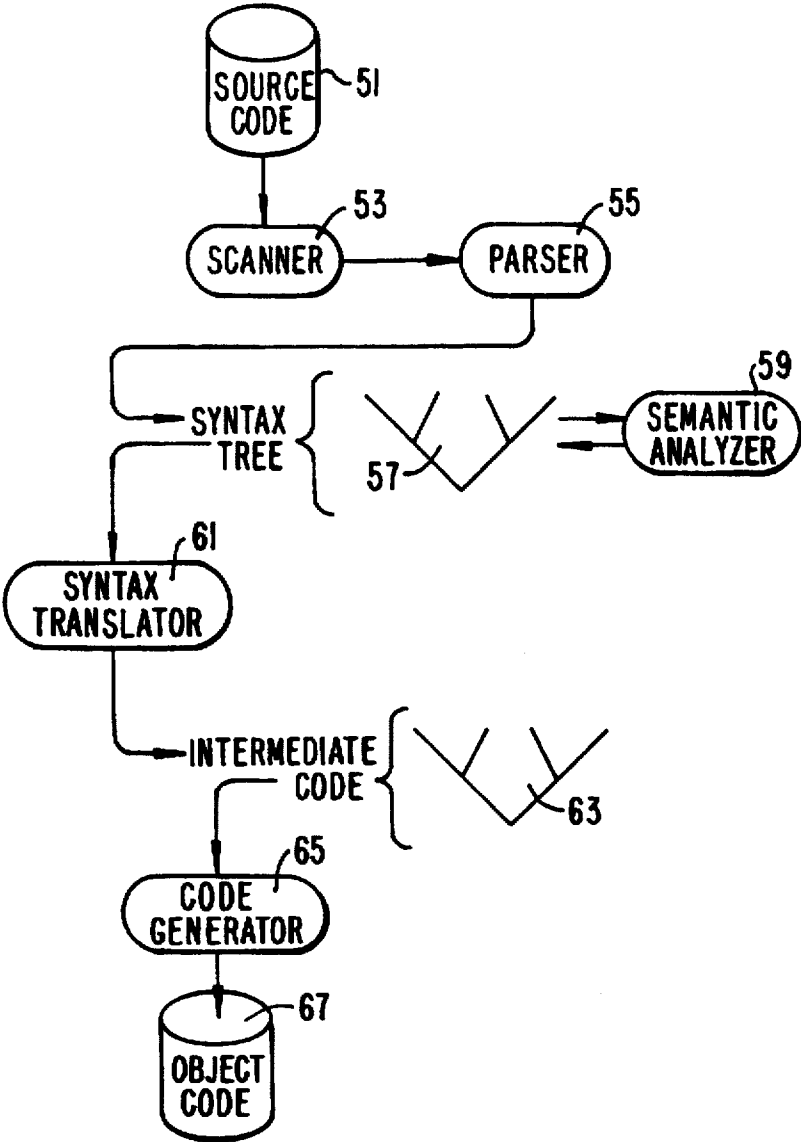 SOURCE
CODE
51
53
SCANNER
55
PARSER
SYNTAX
TREE
57
59
SEMANTIC
ANALYZER
61
SYNTAX
TRANSLATOR
INTERMEDIATE
CODE
63
65
CODE
GENERATOR
67
OBJECT
CODE